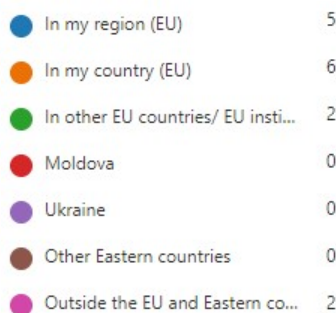 In my region (EU) 5
In my country (EU) 6
In other EU countries/ EU insti... 2
Moldova 0
Ukraine 0
Other Eastern countries 0
Outside the EU and Eastern co... 2